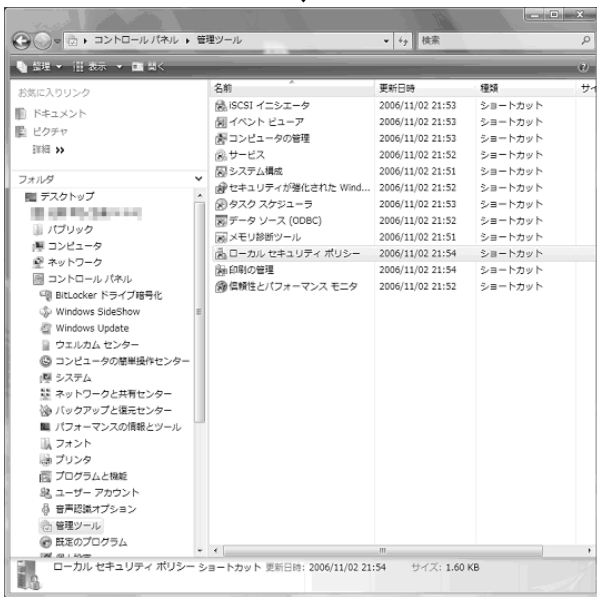 コントロール パネル ▸ 管理ツール
検索
整理 表示 開く
お気に入りリンク
ドキュメント
ピクチャ
詳細 »
フォルダ
デスクトップ
パブリック
コンピュータ
ネットワーク
コントロール パネル
BitLocker ドライブ暗号化
Windows SideShow
Windows Update
ウェルカム センター
コンピュータの簡単操作センター
システム
ネットワークと共有センター
バックアップと復元センター
パフォーマンスの情報とツール
フォント
プリンタ
プログラムと機能
ユーザー アカウント
音声認識オプション
管理ツール
既定のプログラム
名前 更新日時 種類 サイ
iSCSI イニシエータ 2006/11/02 21:53 ショートカット
イベント ビューア 2006/11/02 21:53 ショートカット
コンピュータの管理 2006/11/02 21:53 ショートカット
サービス 2006/11/02 21:52 ショートカット
システム構成 2006/11/02 21:51 ショートカット
セキュリティが強化された Wind... 2006/11/02 21:52 ショートカット
タスク スケジューラ 2006/11/02 21:53 ショートカット
データ ソース (ODBC) 2006/11/02 21:52 ショートカット
メモリ診断ツール 2006/11/02 21:51 ショートカット
ローカル セキュリティ ポリシー 2006/11/02 21:54 ショートカット
印刷の管理 2006/11/02 21:54 ショートカット
信頼性とパフォーマンス モニタ 2006/11/02 21:52 ショートカット
ローカル セキュリティ ポリシー ショートカット 更新日時: 2006/11/02 21:54 サイズ: 1.60 KB